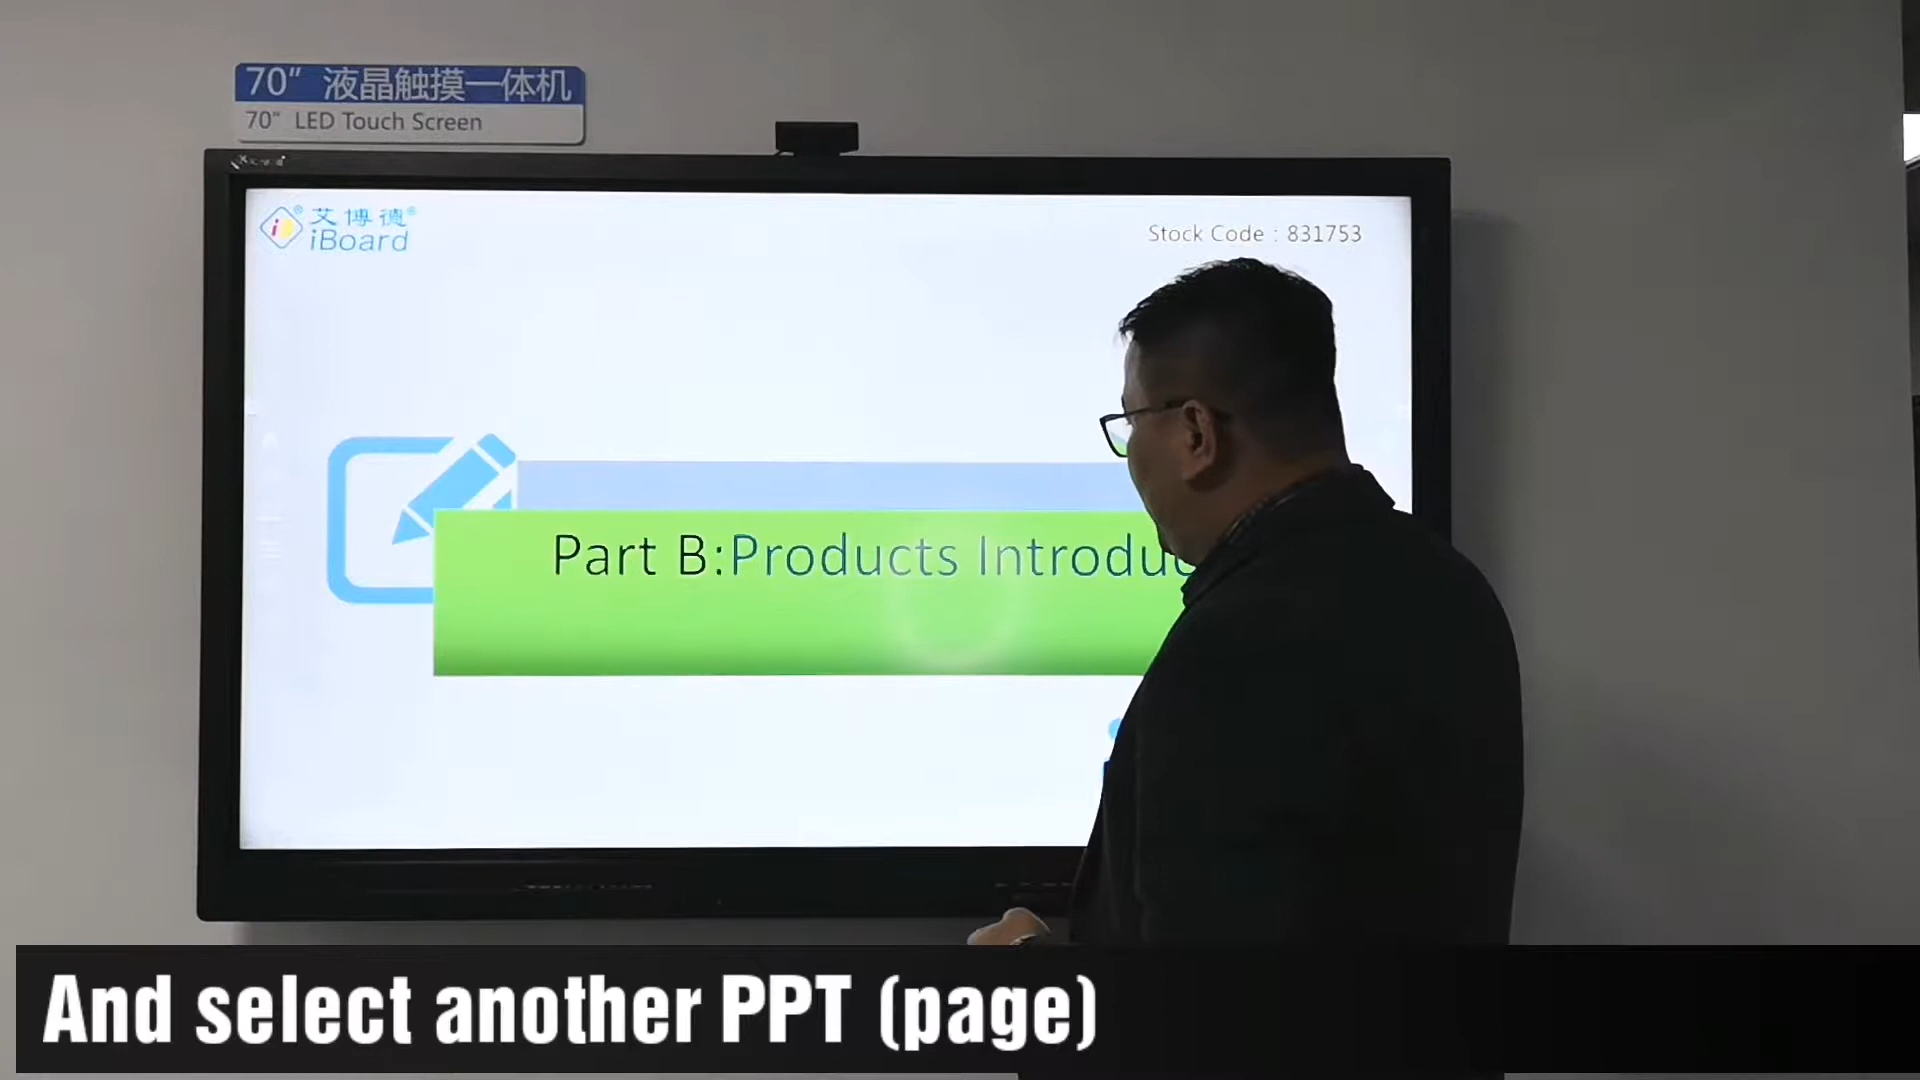 70" 液晶触摸一体机
70" LED Touch Screen
艾博德®
iBoard
Stock Code : 831753
Part B:Products Introduc
And select another PPT (page)